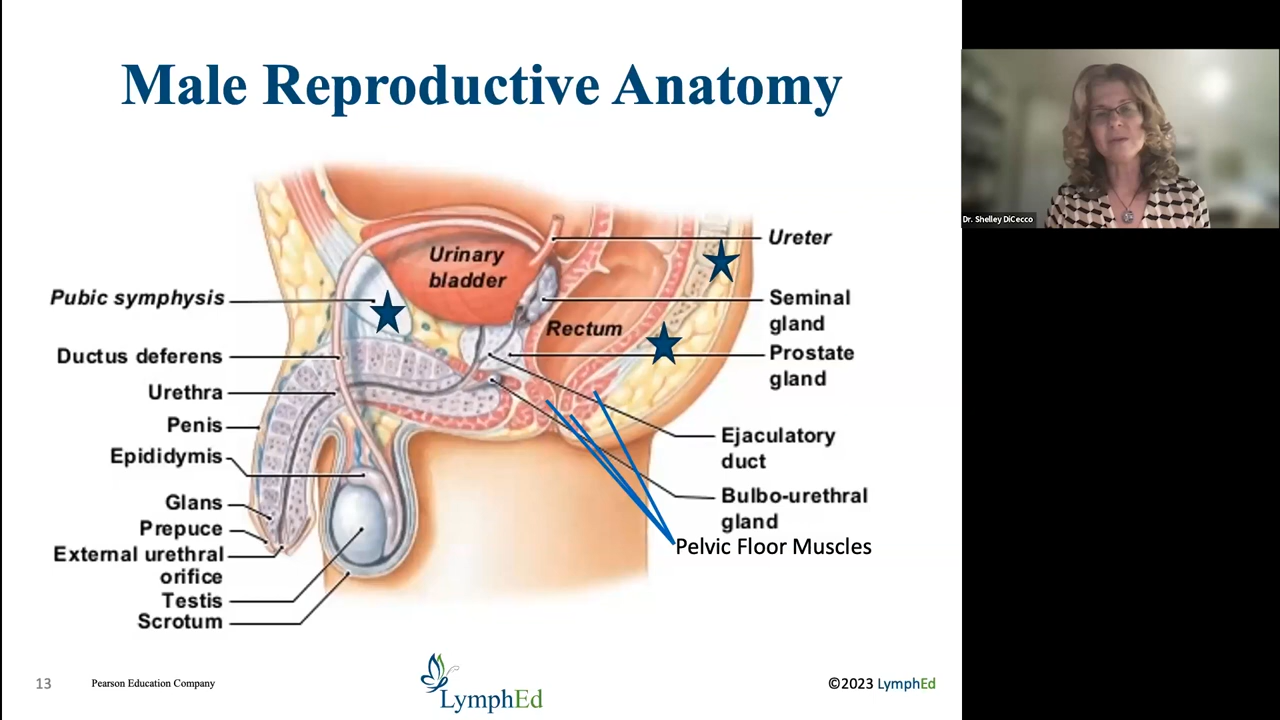 Male Reproductive Anatomy
Dr. Shelley DiCecco
Urinary
bladder
Ureter
Pubic symphysis
Seminal
gland
Rectum
Ductus deferens
Prostate
gland
Urethra
Penis
Epididymis
Ejaculatory
duct
Glans
Bulbo-urethral
gland
Prepuce
External urethral
orifice
Pelvic Floor Muscles
Testis
Scrotum
13
Pearson Education Company
LymphEd
©2023 LymphEd